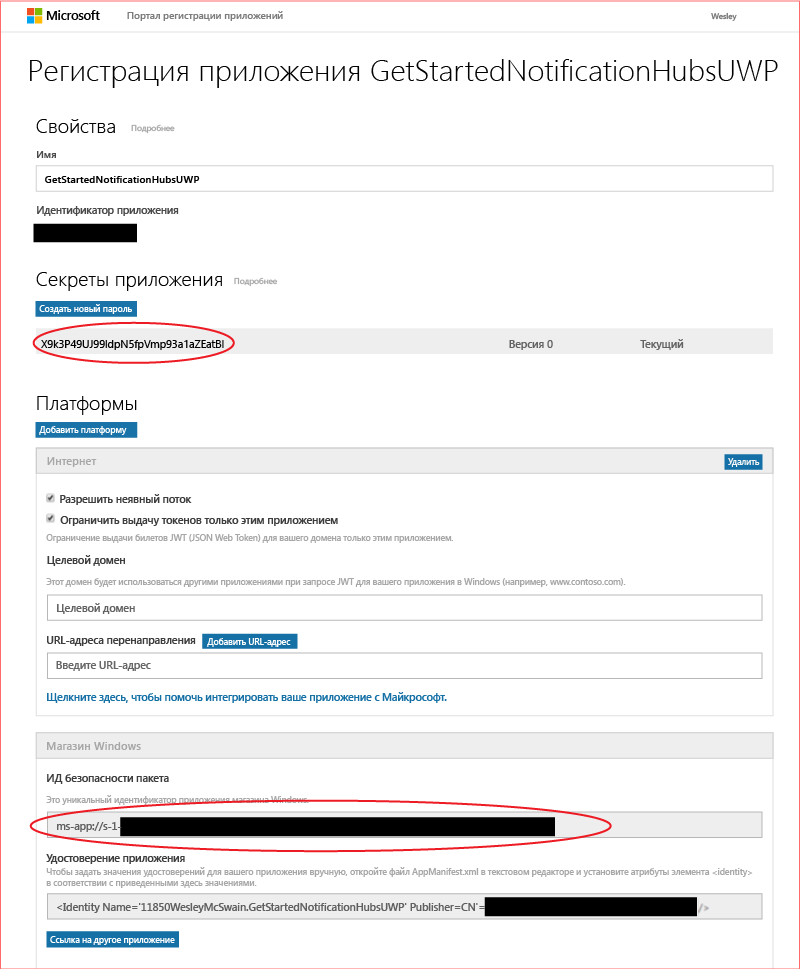 Microsoft Портал регистрации приложений Wesley
Регистрация приложения GetStartedNotificationHubsUWP
Свойства Подробнее
Имя
GetStartedNotificationHubsUWP
Идентификатор приложения
Секреты приложения Подробнее
Создать новый пароль
X9k3P49UJ99ldpN5fpVmp93a1aZEatBl Версия 0 Текущий
Платформы
Добавить платформу
Интернет Удалить
Разрешить неявный поток
Ограничить выдачу токенов только этим приложением
Ограничение выдачи билетов JWT (JSON Web Token) для вашего домена только этим приложением.
Целевой домен
Этот домен будет использоваться другими приложениями при запросе JWT для вашего приложения в Windows (например, www.contoso.com).
Целевой домен
URL-адреса перенаправления Добавить URL-адрес
Введите URL-адрес
Щелкните здесь, чтобы помочь интегрировать ваше приложение с Майкрософт.
Магазин Windows
ИД безопасности пакета
Это уникальный идентификатор приложения магазина Windows.
ms-app://s-1-
Удостоверение приложения
Чтобы задать значения удостоверений для вашего приложения вручную, откройте файл AppManifest.xml в текстовом редакторе и установите атрибуты элемента <identity>
в соответствии с приведенными здесь значениями.
<Identity Name='11850WesleyMcSwain.GetStartedNotificationHubsUWP' Publisher=CN'= />
Ссылка на другое приложение